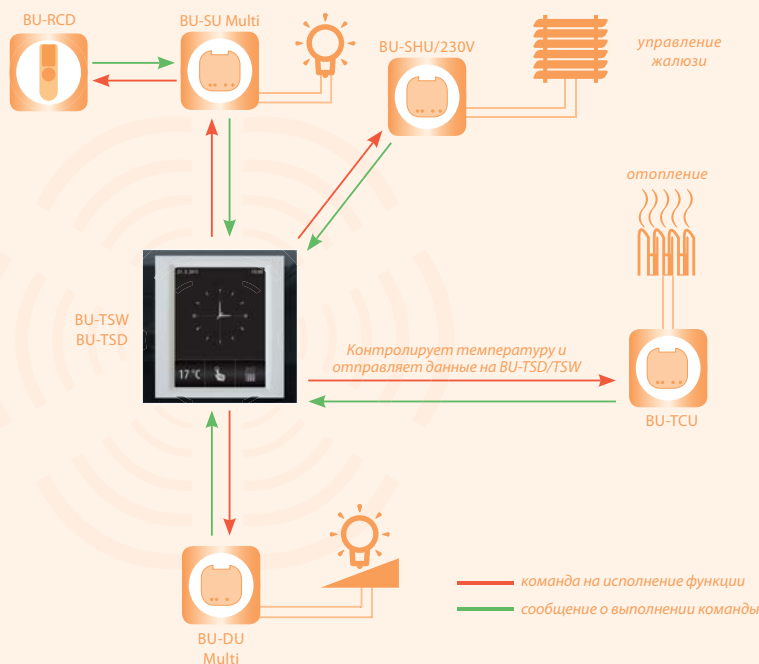 BU-RCD
BU-SU Multi
BU-SHU/230V
управление
жалюзи
отопление
BU-TSW
BU-TSD
17°C
Контролирует температуру и
отправляет данные на BU-TSD/TSW
BU-TCU
BU-DU
Multi
команда на исполнение функции
сообщение о выполнении команды